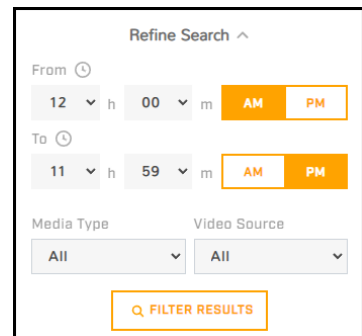 Refine Search
From
12 h 00 m AM PM
To
11 h 59 m AM PM
Media Type Video Source
All All
FILTER RESULTS